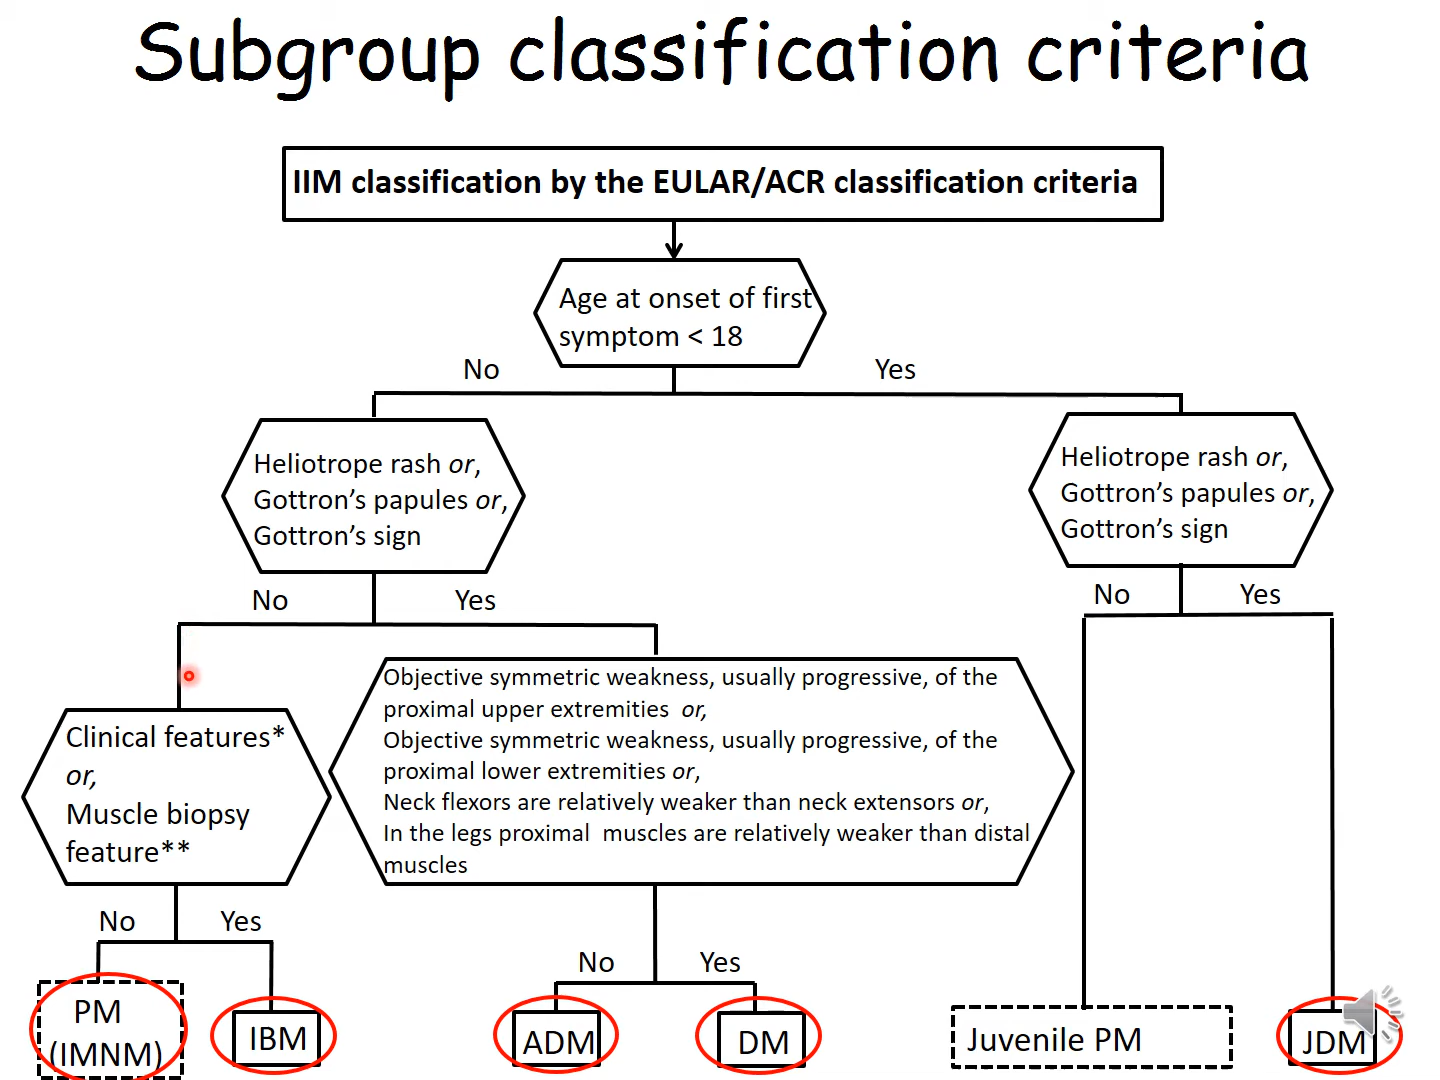 Subgroup classification criteria
IIM classification by the EULAR/ACR classification criteria
Age at onset of first
symptom < 18
No
Yes
Heliotrope rash or,
Gottron’s papules or,
Gottron’s sign
Heliotrope rash or,
Gottron’s papules or,
Gottron’s sign
No
Yes
No
Yes
Clinical features*
or,
Muscle biopsy
feature**
Objective symmetric weakness, usually progressive, of the
proximal upper extremities or,
Objective symmetric weakness, usually progressive, of the
proximal lower extremities or,
Neck flexors are relatively weaker than neck extensors or,
In the legs proximal muscles are relatively weaker than distal
muscles
No
Yes
No
Yes
PM
(IMNM)
IBM
ADM
DM
Juvenile PM
JDM